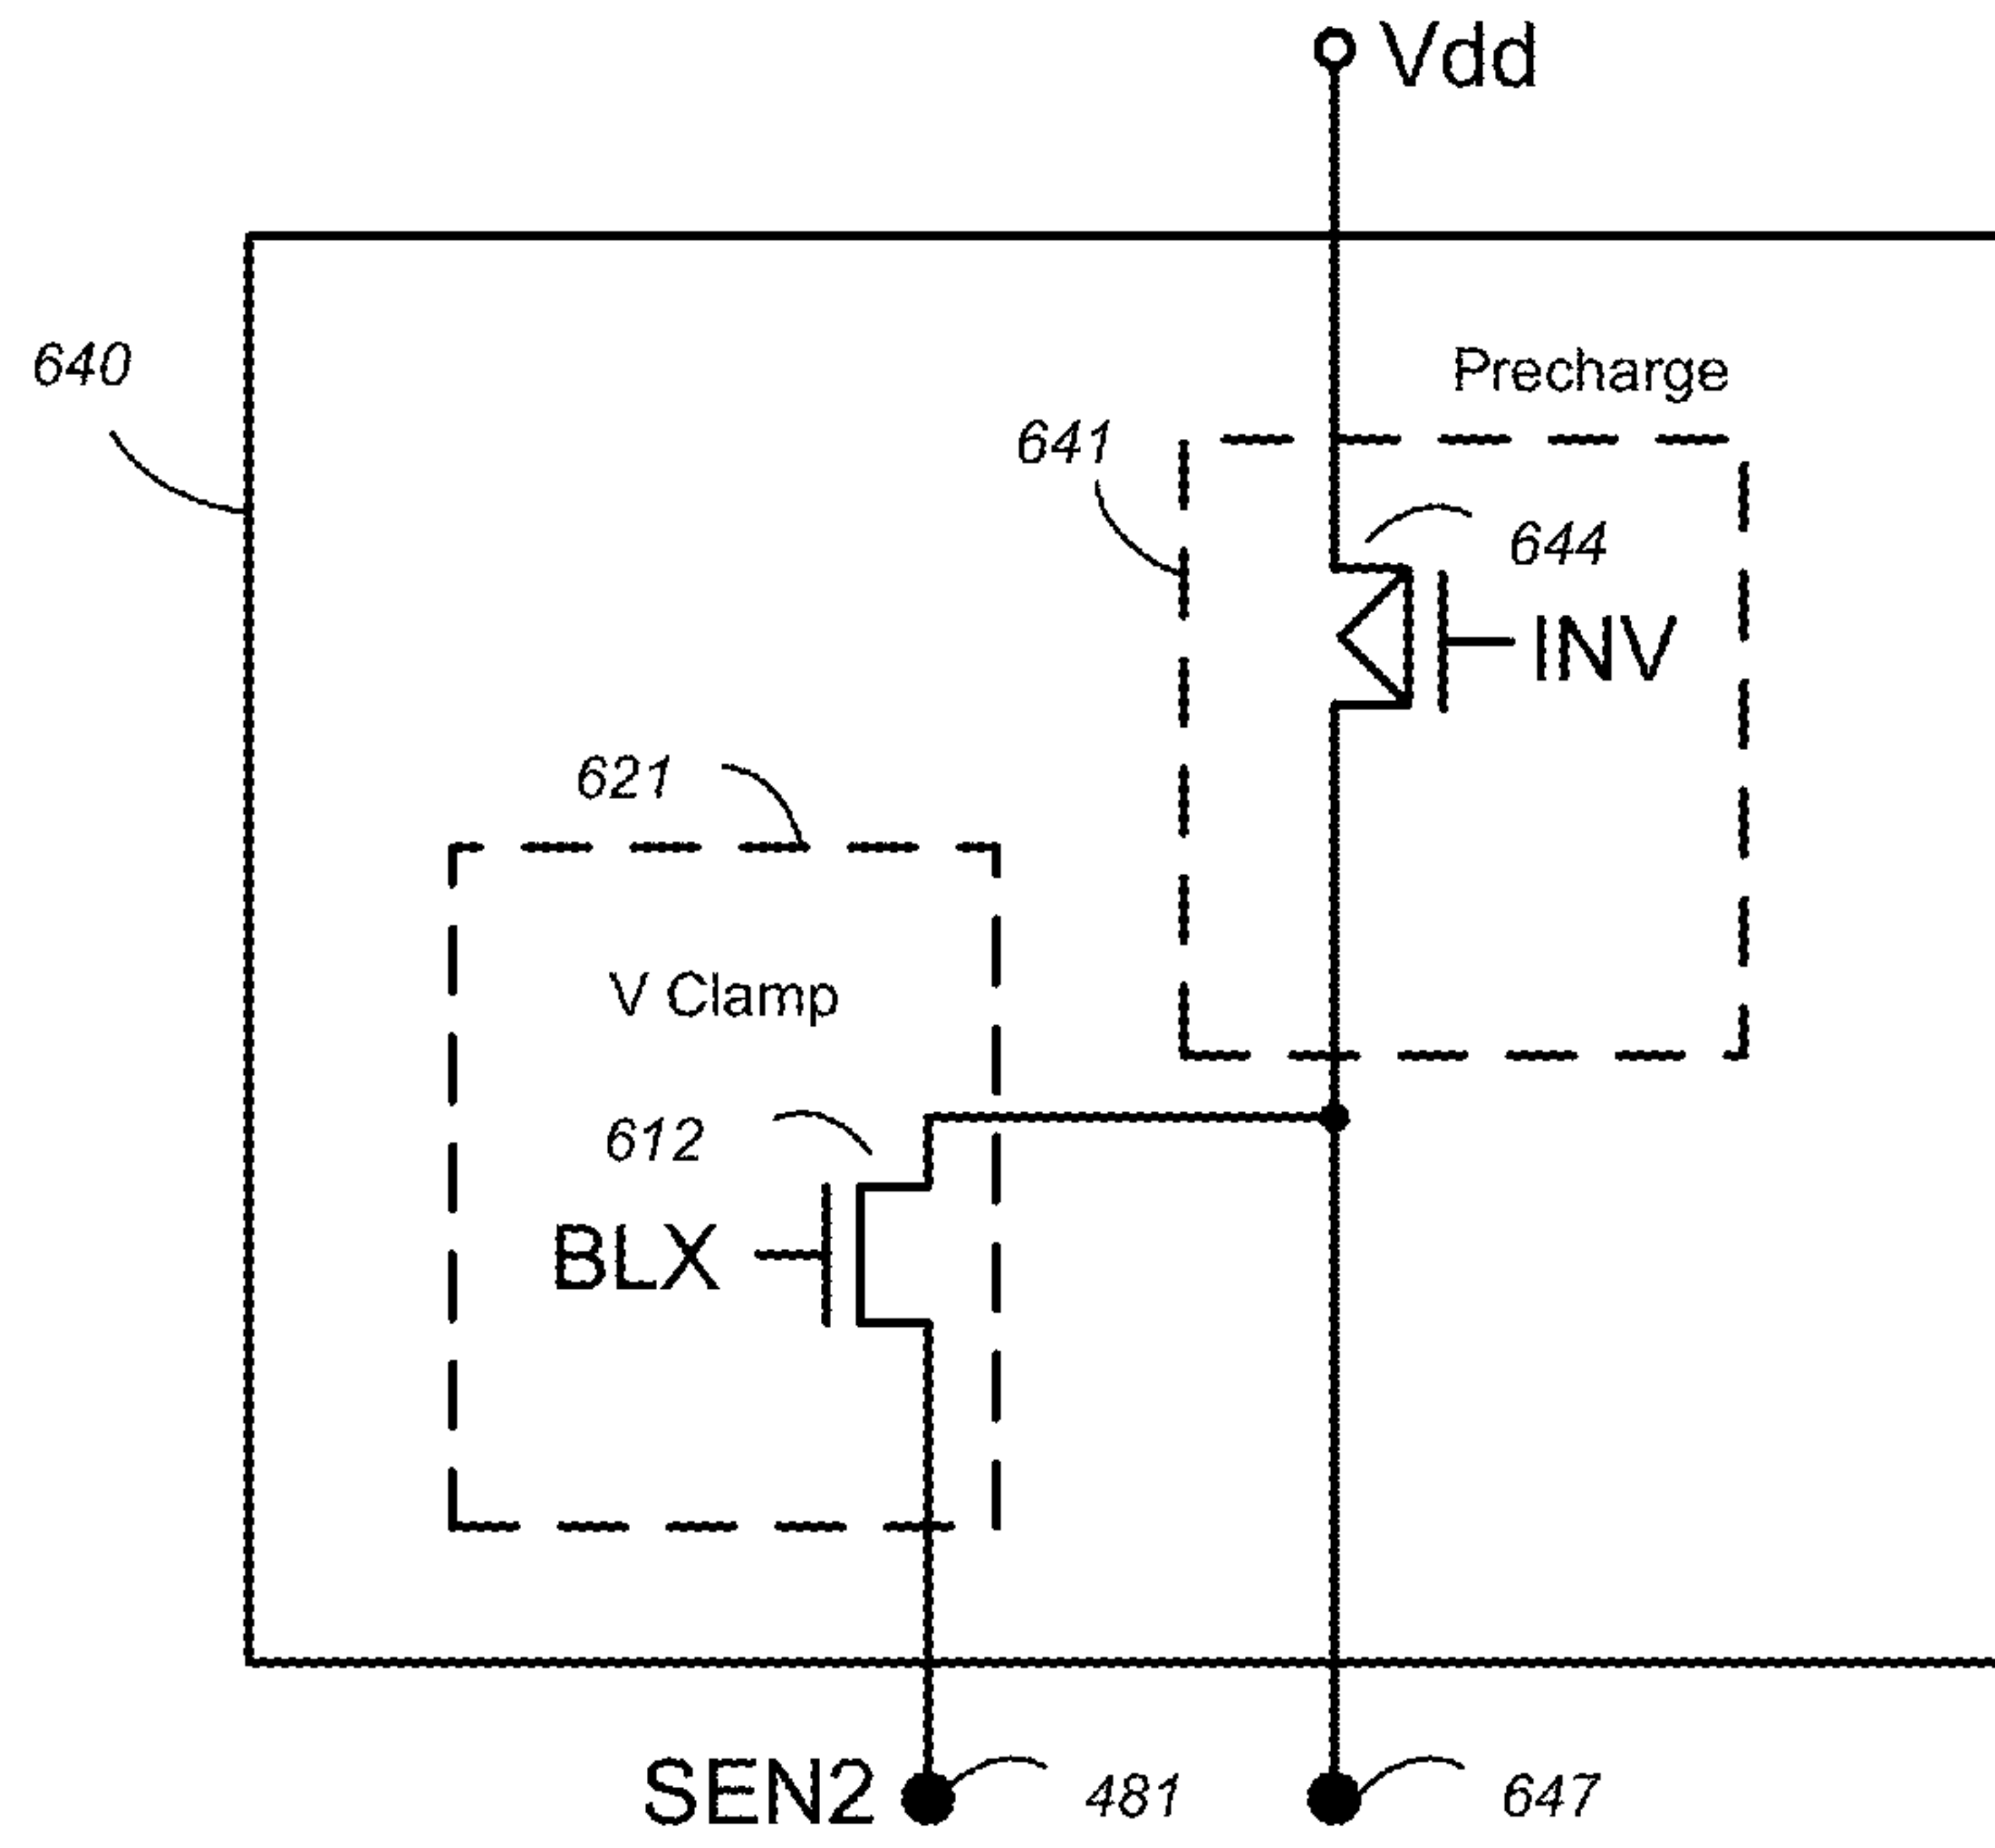 Vdd
640
Precharge
641
644
INV
621
V Clamp
612
BLX
SEN2
481
647